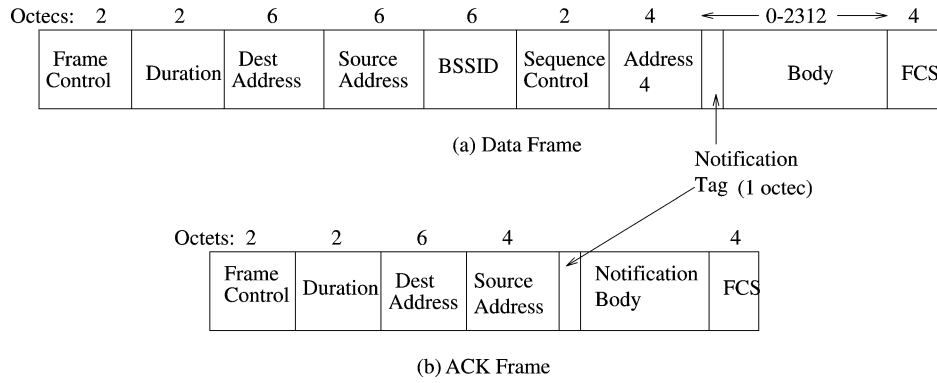 Octecs: 2 2 6 6 6 2 4 0-2312 4
Frame Control
Duration
Dest Address
Source Address
BSSID
Sequence Control
Address 4
Body
FCS
(a) Data Frame
Notification
Tag (1 octec)
Octets: 2 2 6 4 4
Frame Control
Duration
Dest Address
Source Address
Notification Body
FCS
(b) ACK Frame